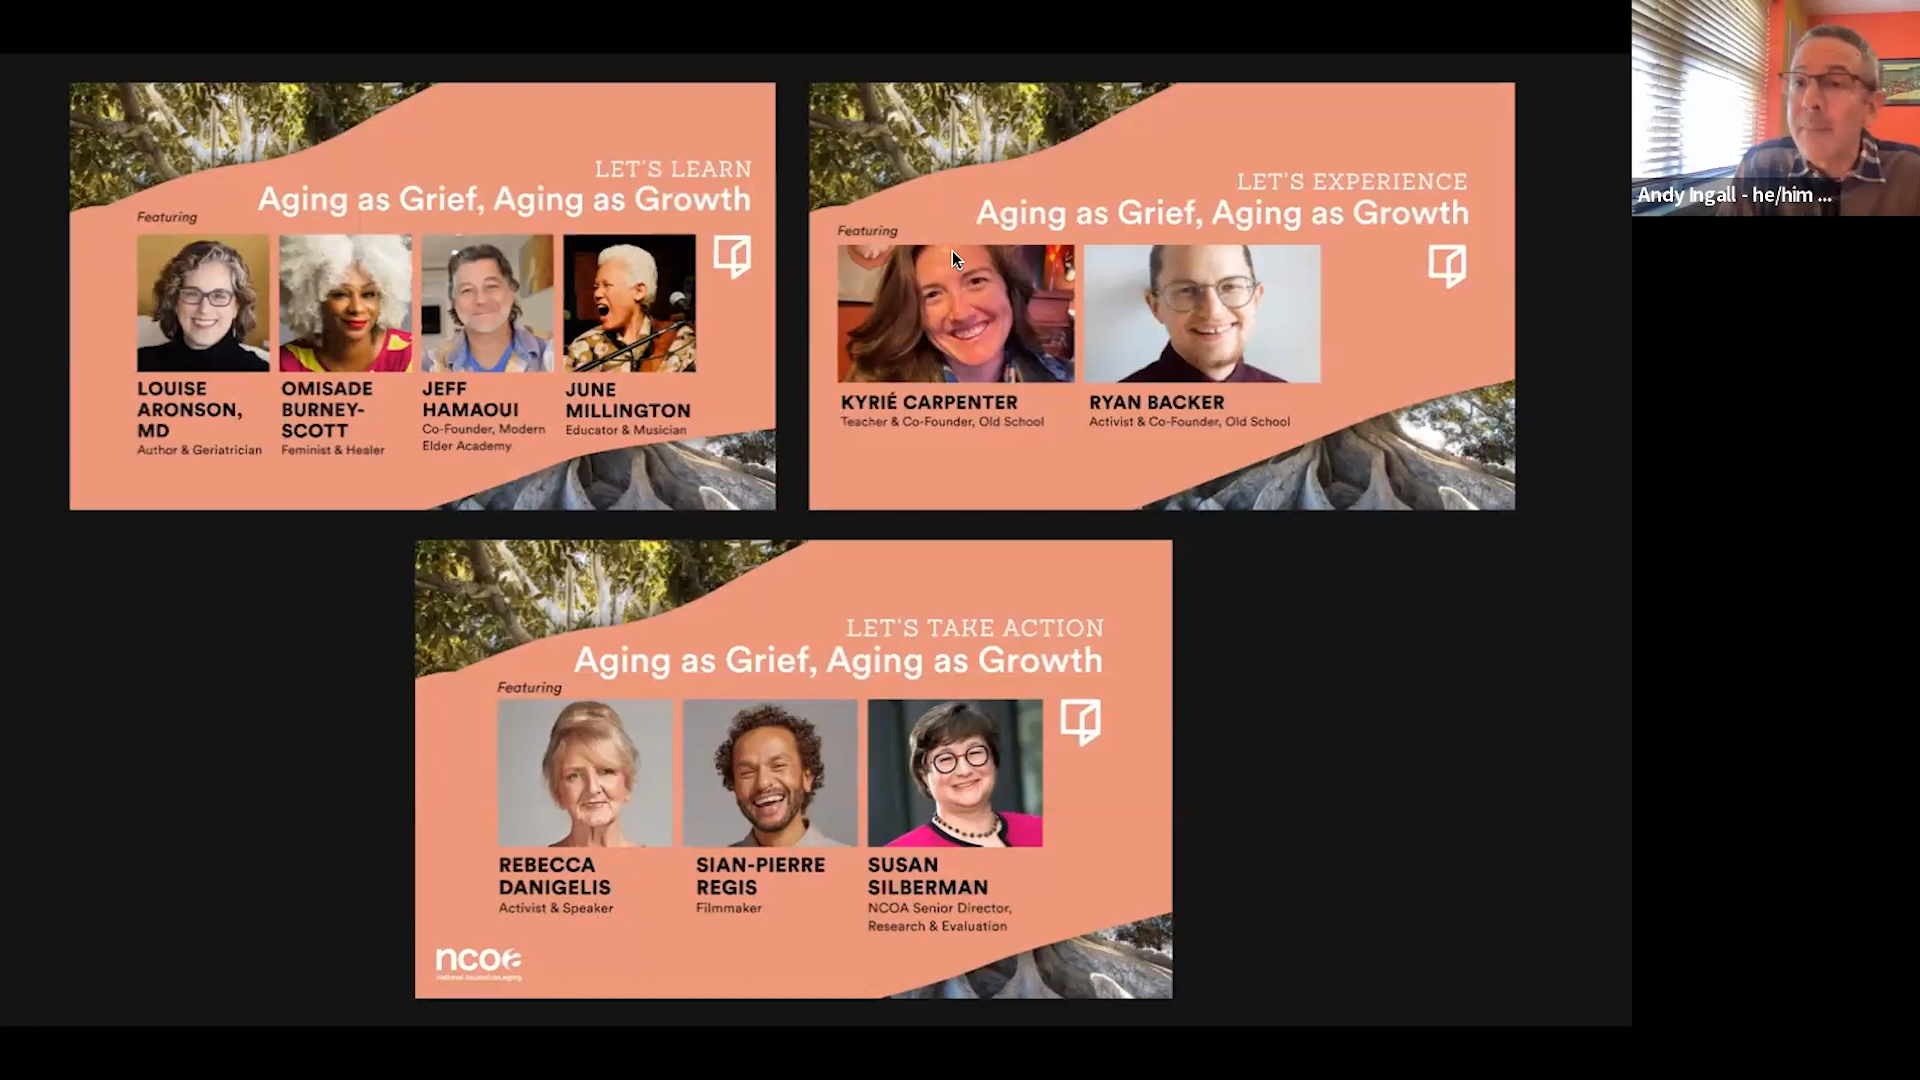 LET'S LEARN
Aging as Grief, Aging as Growth
Featuring
LOUISE
ARONSON,
MD
Author & Geriatrician
OMISADE
BURNEY-
SCOTT
Feminist & Healer
JEFF
HAMAOUI
Co-Founder, Modern
Elder Academy
JUNE
MILLINGTON
Educator & Musician
LET'S EXPERIENCE
Aging as Grief, Aging as Growth
Featuring
KYRIÉ CARPENTER
Teacher & Co-Founder, Old School
RYAN BACKER
Activist & Co-Founder, Old School
Andy Ingall - he/him ...
LET'S TAKE ACTION
Aging as Grief, Aging as Growth
Featuring
REBECCA
DANIGELIS
Activist & Speaker
SIAN-PIERRE
REGIS
Filmmaker
SUSAN
SILBERMAN
NCOA Senior Director,
Research & Evaluation
ncoa
national council on aging